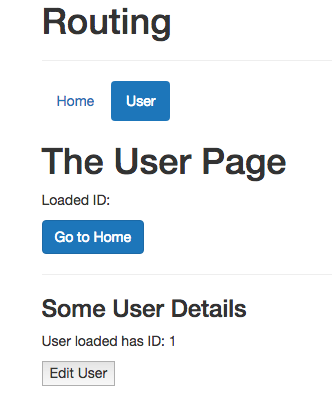 Routing
Home User
The User Page
Loaded ID:
Go to Home
Some User Details
User loaded has ID: 1
Edit User